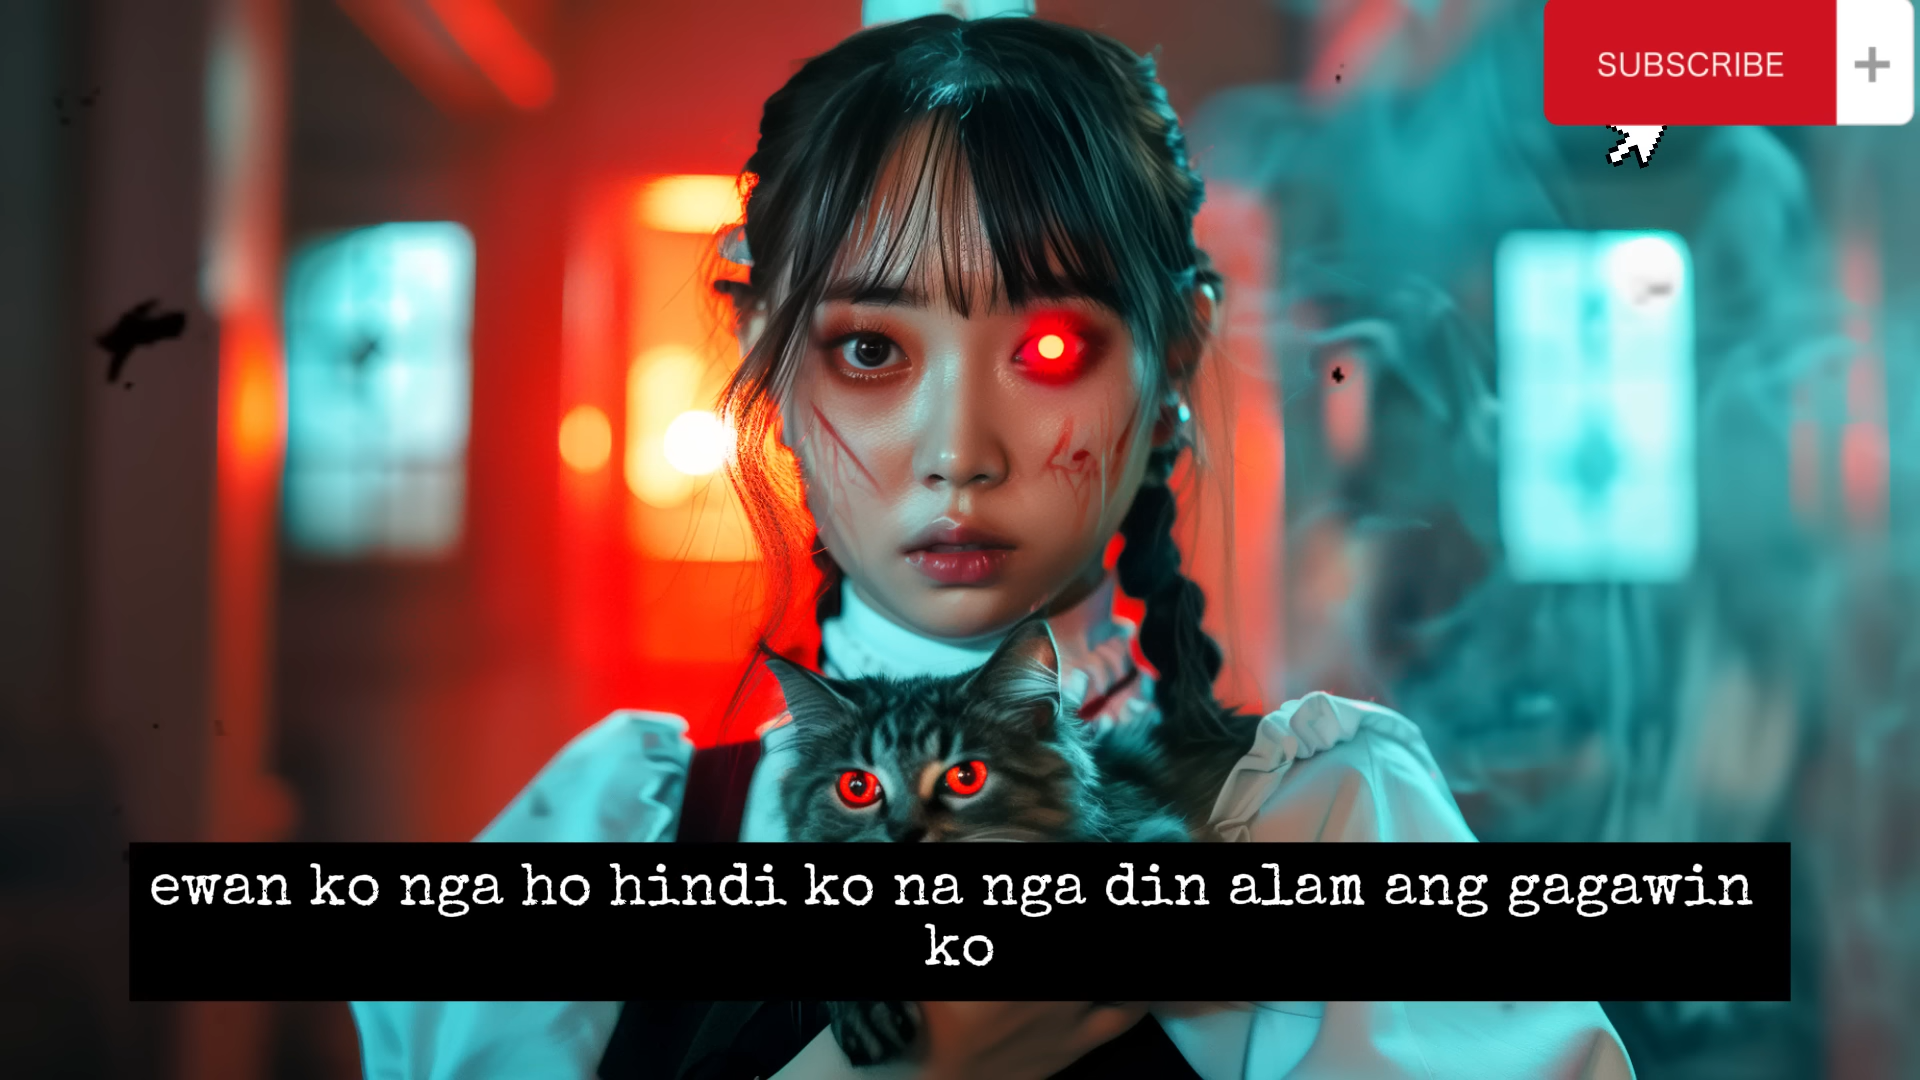 SUBSCRIBE +
ewan ko nga ho hindi ko na nga din alam ang gagawin
ko